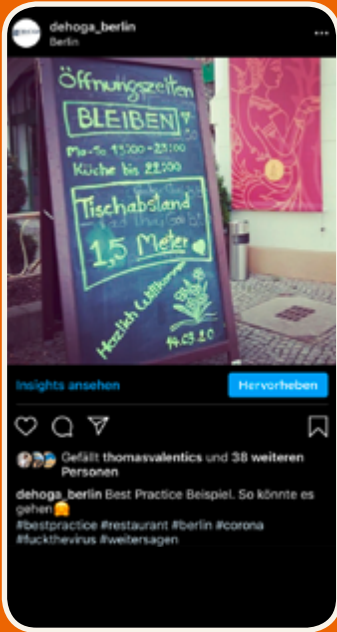 dehoga_berlin
Berlin
Öffnungszeiten
BLEIBEN
Küche bis 22:00
Tischabstand
1,5 Meter
Herzlich Willkommen
14.03.20
Insights ansehen
Hervorheben
Gefällt thomasvalentics und 38 weiteren
Personen
dehoga_berlin Best Practice Beispiel. So könnte es
gehen
#bestpractice #restaurant #berlin #corona
#fuckthevirus #weitersagen